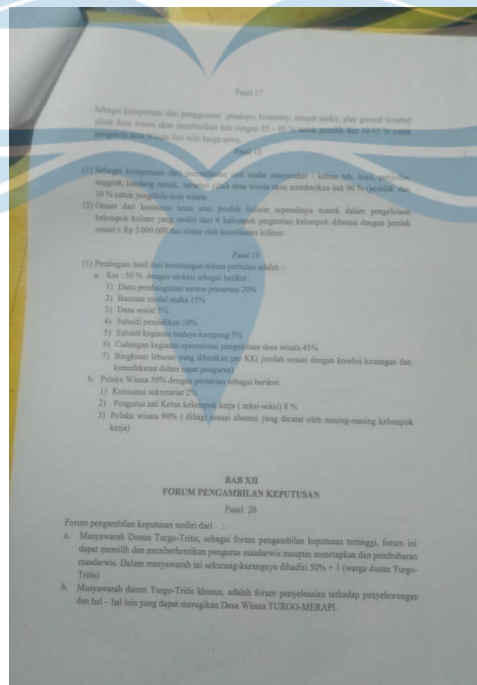 Pasal 17
Sebagai kompensasi dari penggunaan pendopo, homestay, tempat parkir, play ground tersebut
pihak desa wisata akan memberikan hak dengan 85 - 90 % untuk pemilik dan 10-15 % untuk
pengelola desa wisata dari nilai harga sewa.
Pasal 18
(1) Sebagai kompensasi dari pemanfaatan unit usaha masyarakat : kebun teh, kopi,
anggrek, kandang ternak, tersebut pihak desa wisata akan memberikan hak 90 % (pemilik dan
10 % untuk pengelola desa wisata.
(2) Omset dari konsumsi tamu atau produk kuliner sepenuhnya masuk dalam pengelolaan
kelompok kuliner yang terdiri dari 4 kelompok pergantian kelompok dibatasi dengan jumlah
omset ± Rp 5.000.000 dan diatur oleh koordinator kuliner.
Pasal 19
(1) Pembagian hasil dari keuntungan wisata perbulan adalah :
a. Kas : 50 % dengan alokasi sebagai berikut :
1) Dana pembangunan sarana prasarana 20%
2) Bantuan modal usaha 15%
3) Dana sosial 5%
4) Subsidi pendidikan 10%
5) Subsidi kegiatan budaya kampung 5%
6) Cadangan kegiatan operasional pengelolaan desa wisata 45%
7) Bingkisan lebaran yang diberikan per KKt jumlah sesuai dengan kondisi keuangan dan
kemufakatan dalam rapat pengurus)
b. Pelaku Wisata 50% dengan perincian sebagai berikut:
1) Konsumsi sekretariat 2%
2) Pengurus inti Ketua kelompok kerja ( seksi-seksi) 8 %
3) Pelaku wisata 90% ( dibagi sesuai absensi yang dicatat oleh masing-masing kelompok
kerja)
BAB XII
FORUM PENGAMBILAN KEPUTUSAN
Pasal 20
Forum pengambilan keputusan terdiri dari :
a. Musyawarah Dusun Turgo-Tritis, sebagai forum pengambilan keputusan tertinggi, forum ini
dapat memilih dan memberhentikan pengurus masdarwis maupun menetapkan dan pembubaran
masdarwis. Dalam musyawarah ini sekurang-kurangnya dihadiri 50% + 1 (warga dusun Turgo-
Tritis)
b. Musyawarah dusun Turgo-Tritis khusus, adalah forum penyelesaian terhadap penyelewengan
dan hal – hal lain yang dapat merugikan Desa Wisata TURGO-MERAPI.